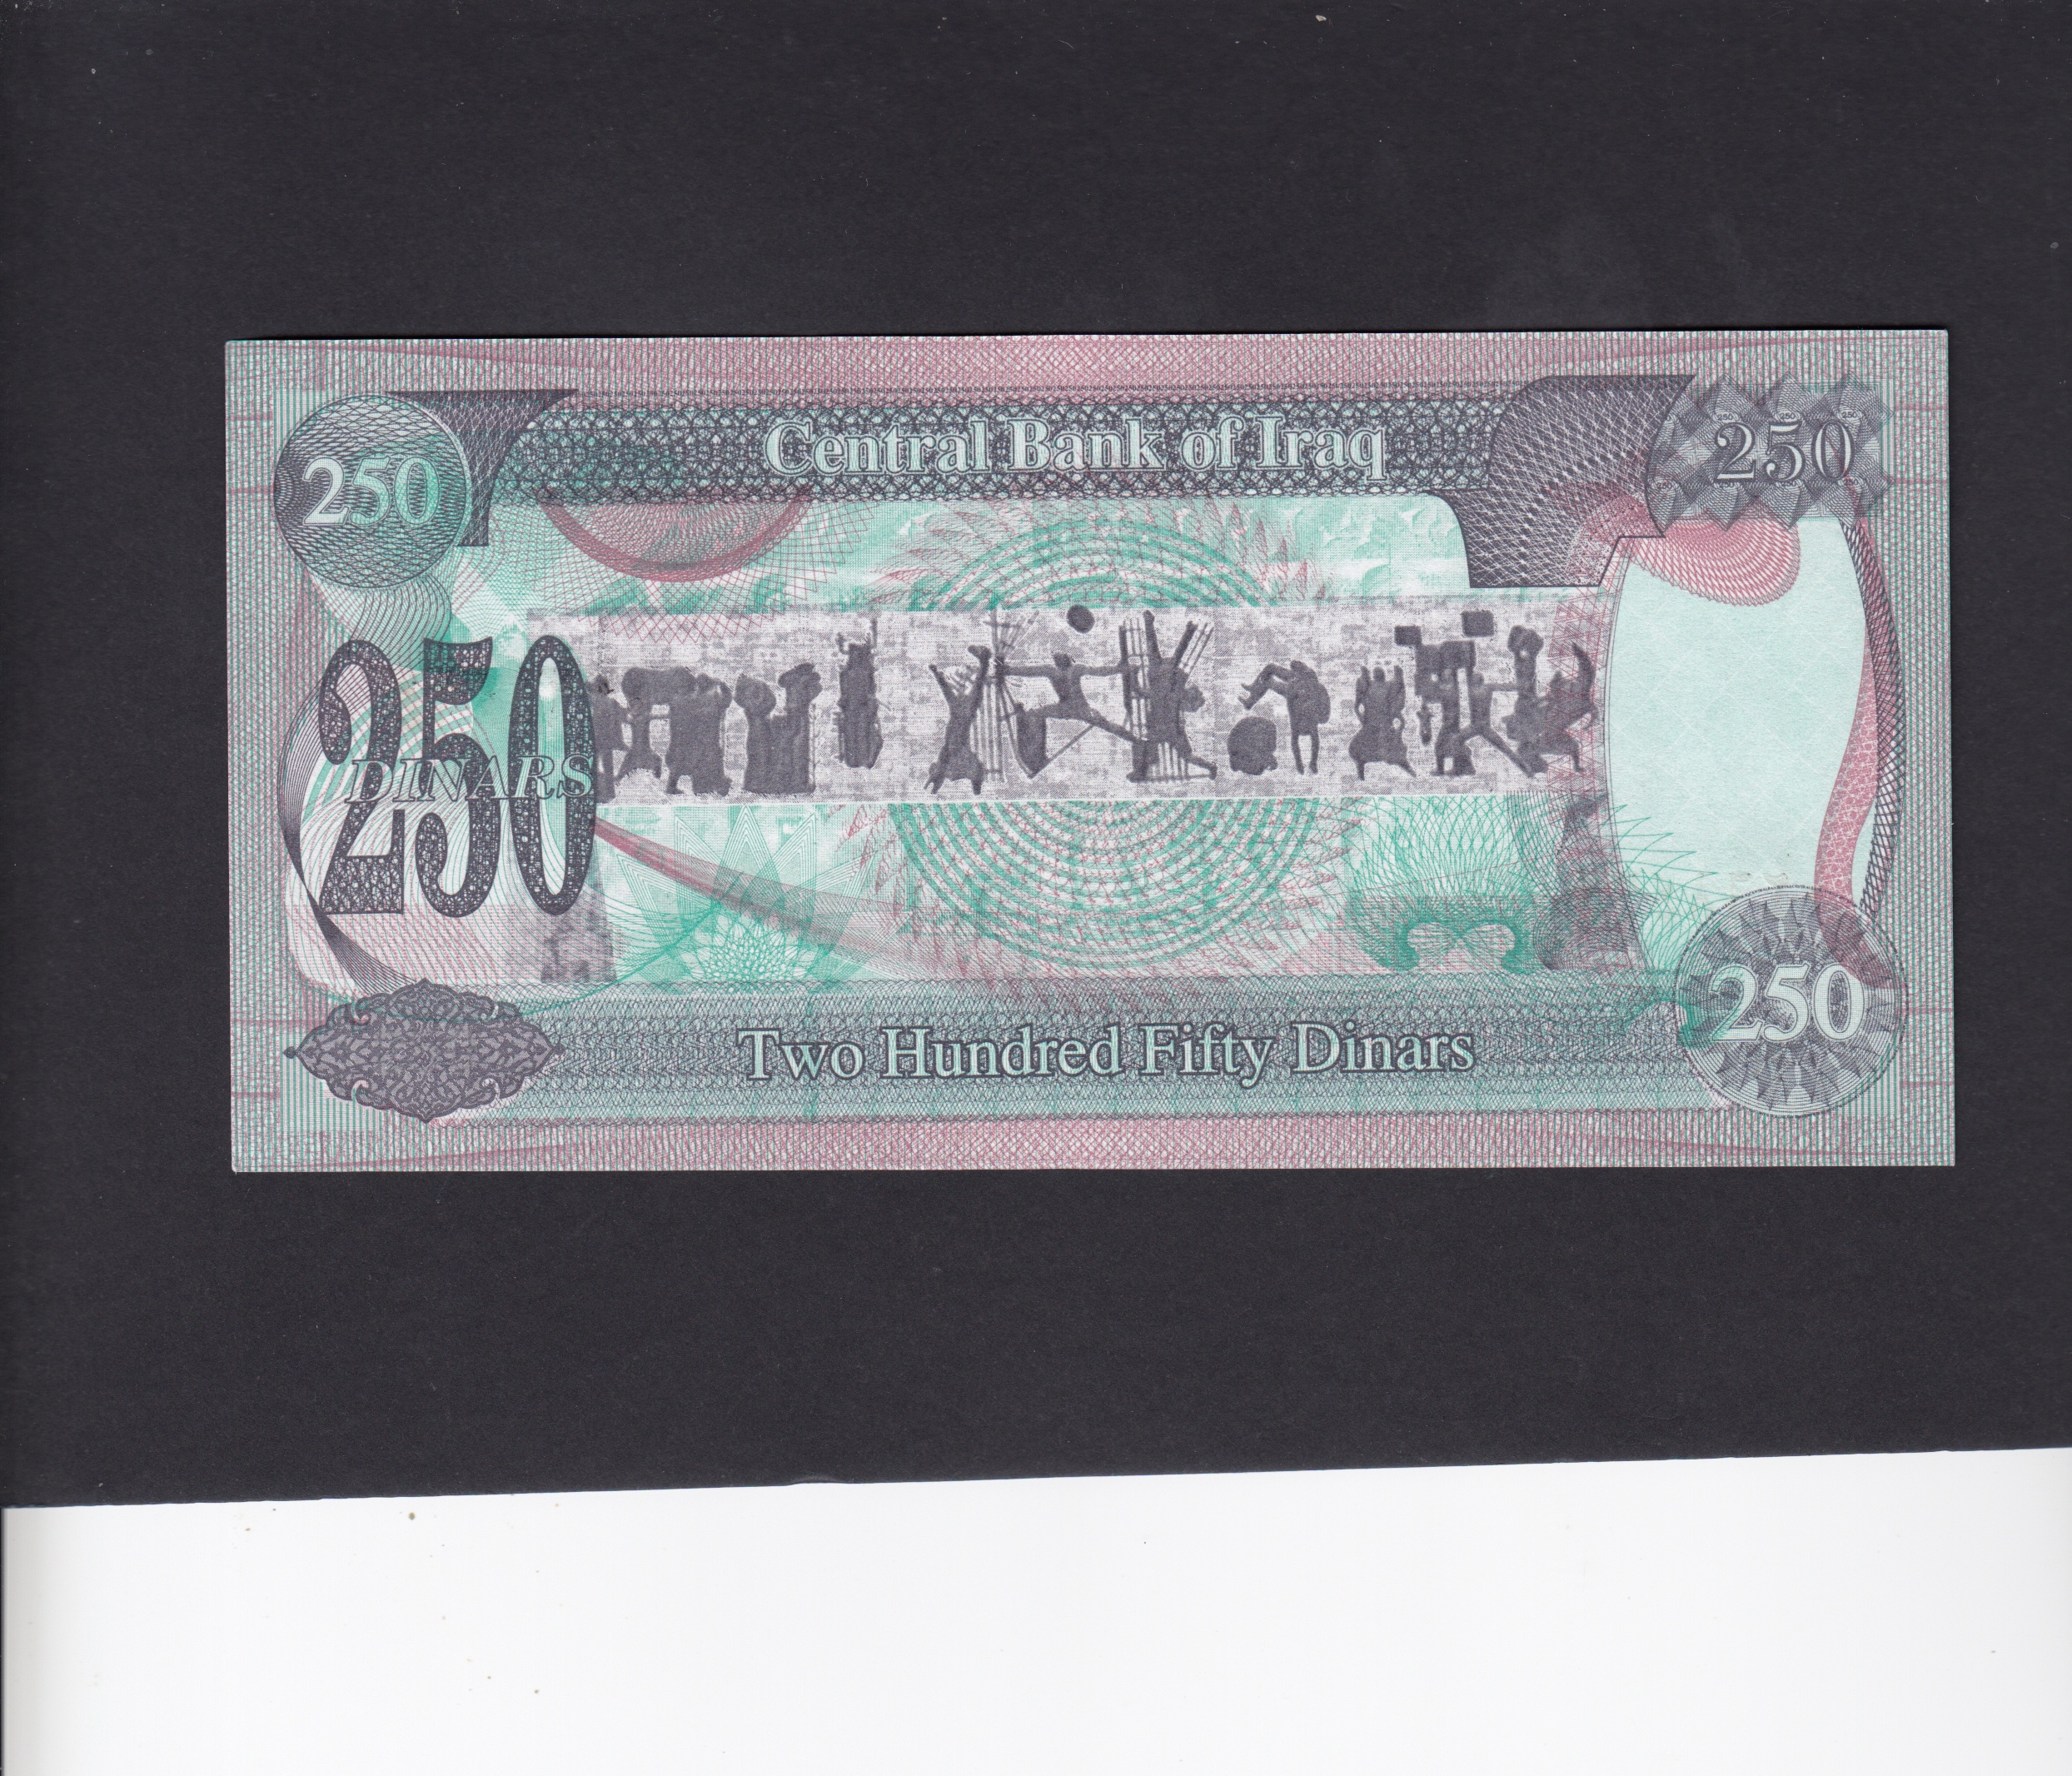 Central Bank of Iraq
250
250
250
DINARS
Two Hundred Fifty Dinars
250